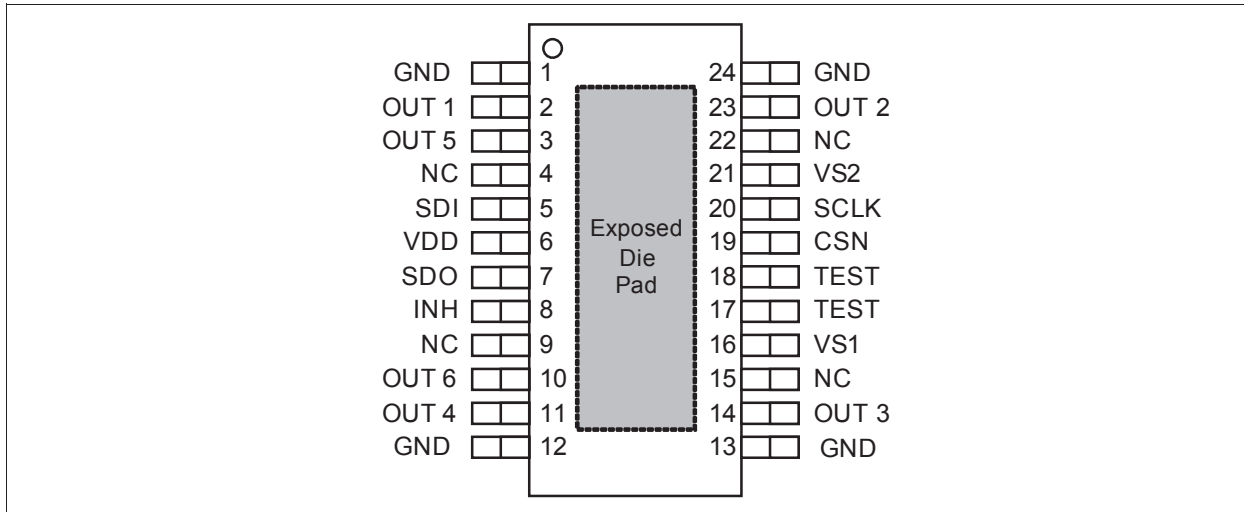 GND 1 24 GND
OUT 1 2 23 OUT 2
OUT 5 3 22 NC
NC 4 21 VS2
SDI 5 20 SCLK
VDD 6 19 CSN
SDO 7 18 TEST
INH 8 17 TEST
NC 9 16 VS1
OUT 6 10 15 NC
OUT 4 11 14 OUT 3
GND 12 13 GND
Exposed
Die
Pad